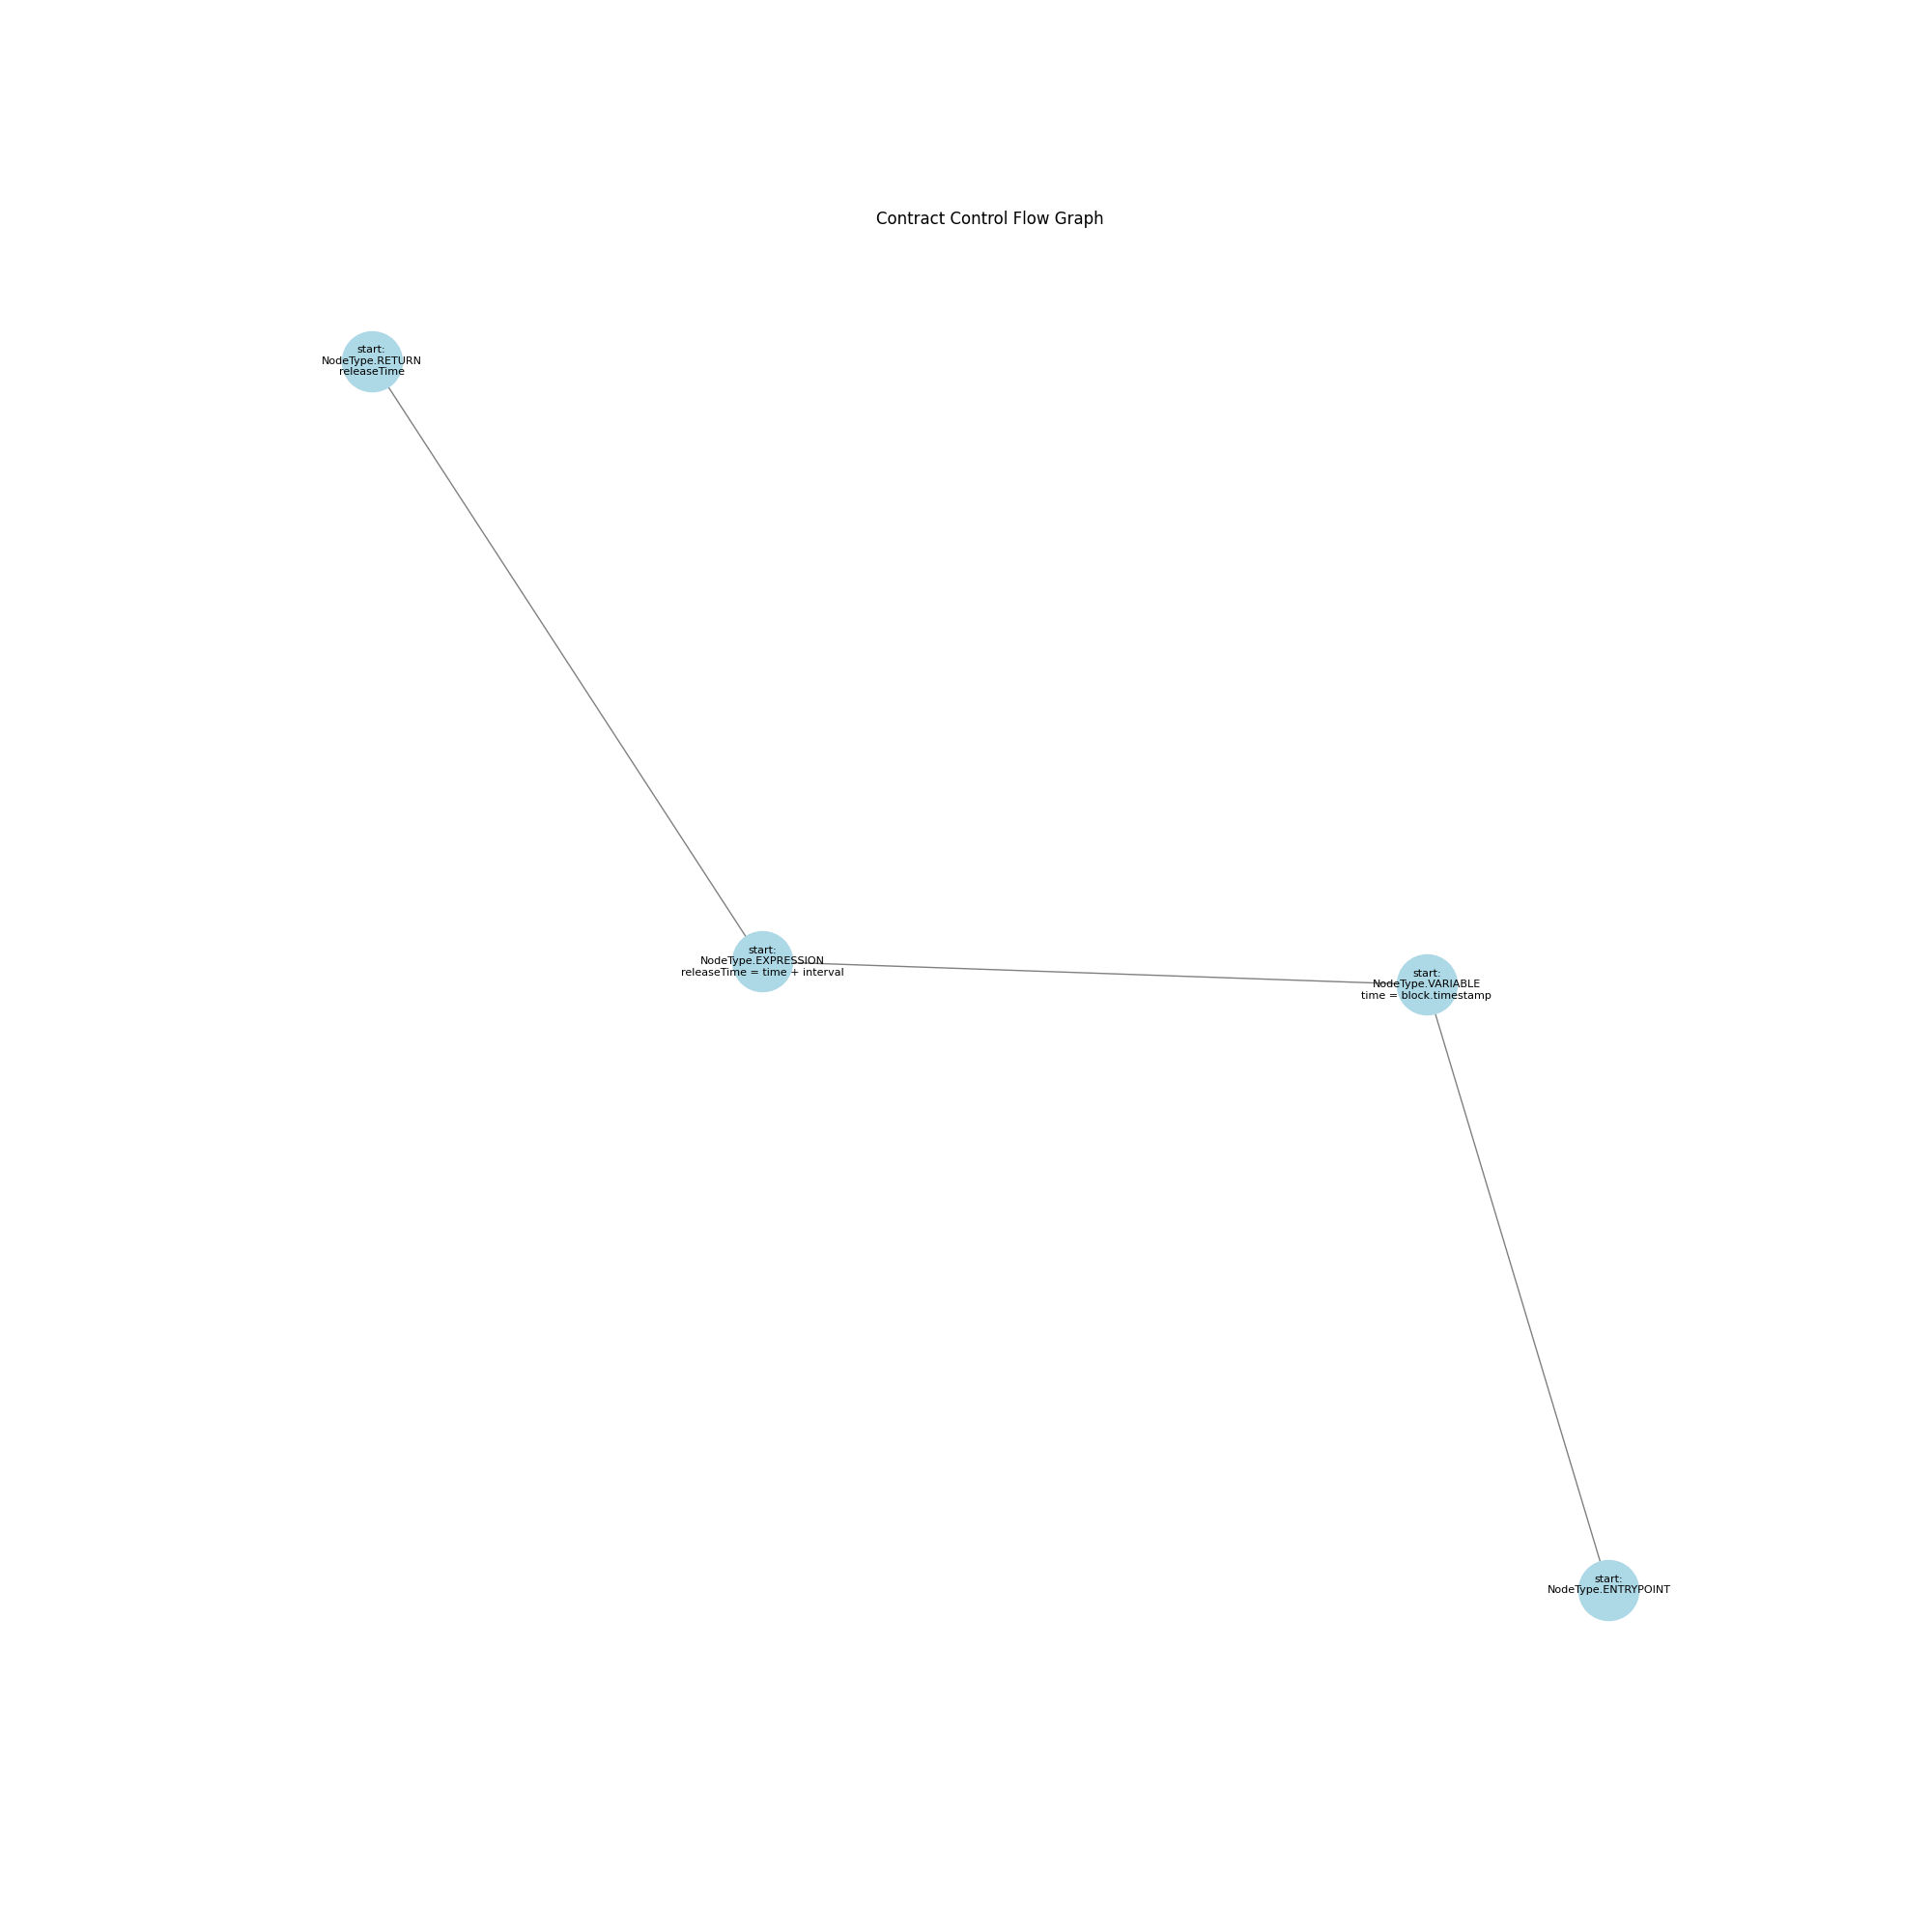 Contract Control Flow Graph
start:
NodeType.RETURN
releaseTime
start:
NodeType.EXPRESSION
releaseTime = time + interval
start:
NodeType.VARIABLE
time = block.timestamp
start:
NodeType.ENTRYPOINT